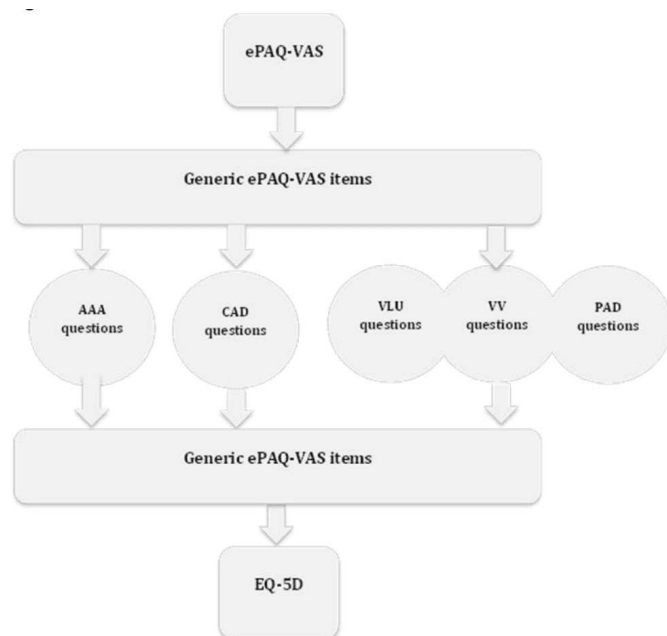 ePAQ-VAS
Generic ePAQ-VAS items
AAA
questions
CAD
questions
VLU
questions
VV
questions
PAD
questions
Generic ePAQ-VAS items
EQ-5D